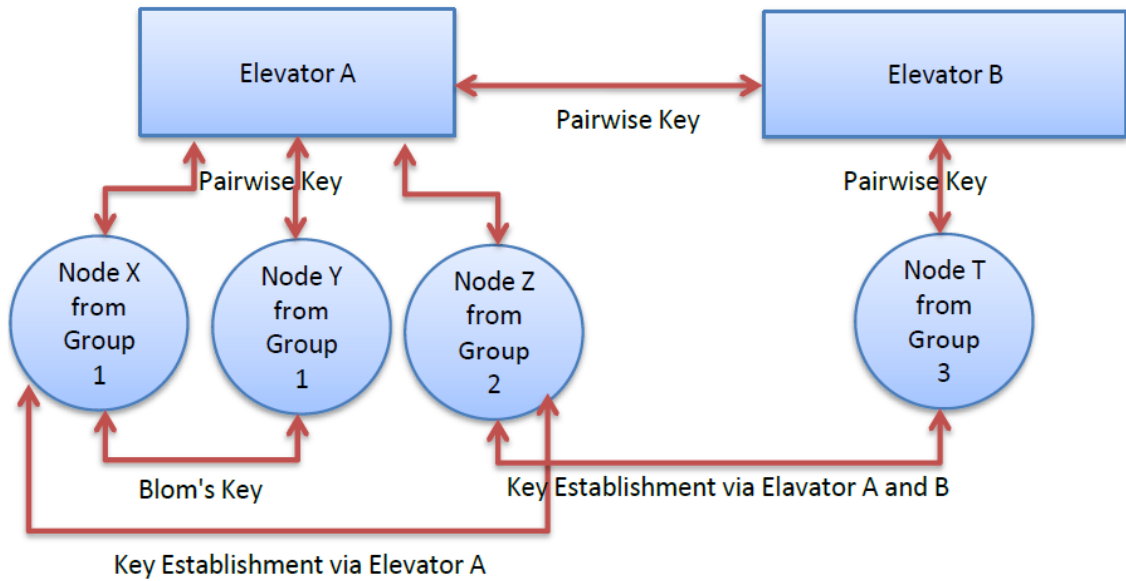 Elevator A
Elevator B
Pairwise Key
Pairwise Key
Pairwise Key
Node X
from
Group
1
Node Y
from
Group
1
Node Z
from
Group
2
Node T
from
Group
3
Blom's Key
Key Establishment via Elavator A and B
Key Establishment via Elevator A